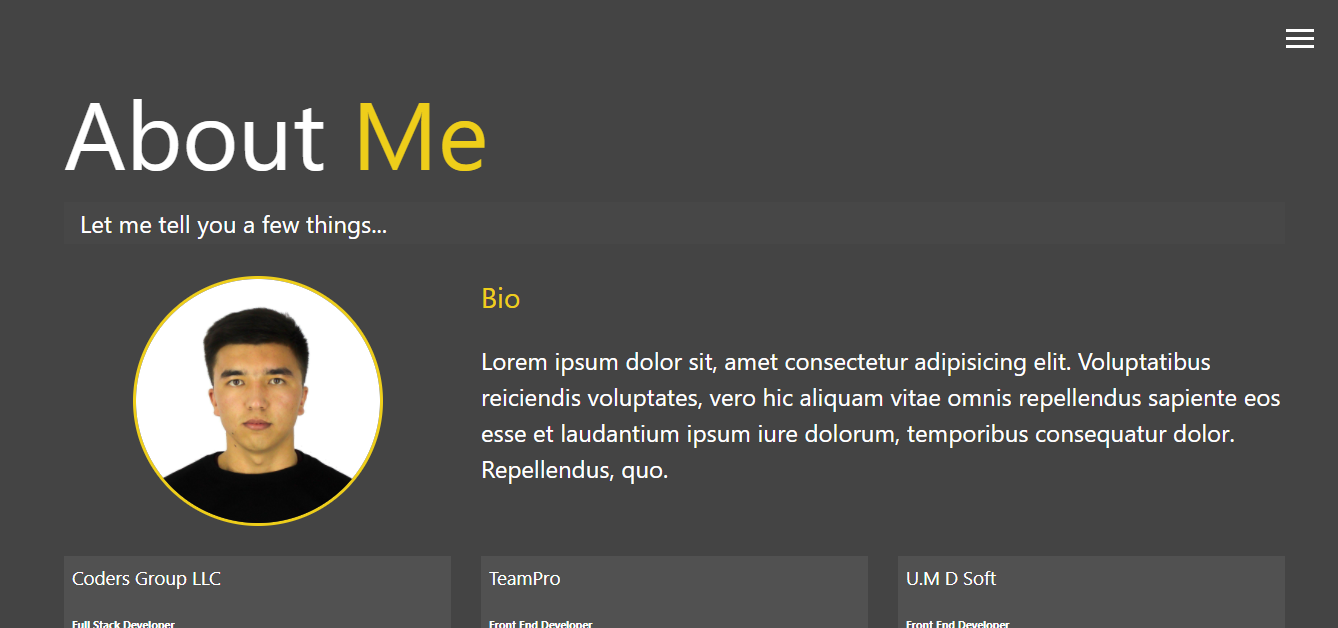 About Me
Let me tell you a few things...
Bio
Lorem ipsum dolor sit, amet consectetur adipisicing elit. Voluptatibus
reiciendis voluptates, vero hic aliquam vitae omnis repellendus sapiente eos
esse et laudantium ipsum iure dolorum, temporibus consequatur dolor.
Repellendus, quo.
Coders Group LLC
Full Stack Developer
TeamPro
Front End Developer
U.M D Soft
Front End Developer